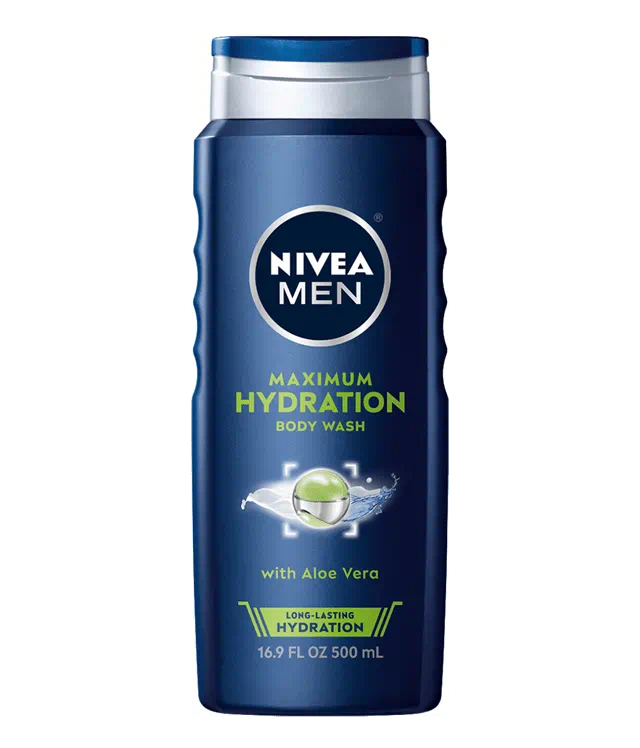 ®
NIVEA
MEN
MAXIMUM
HYDRATION
BODY WASH
with Aloe Vera
LONG-LASTING
HYDRATION
16.9 FL OZ 500 mL